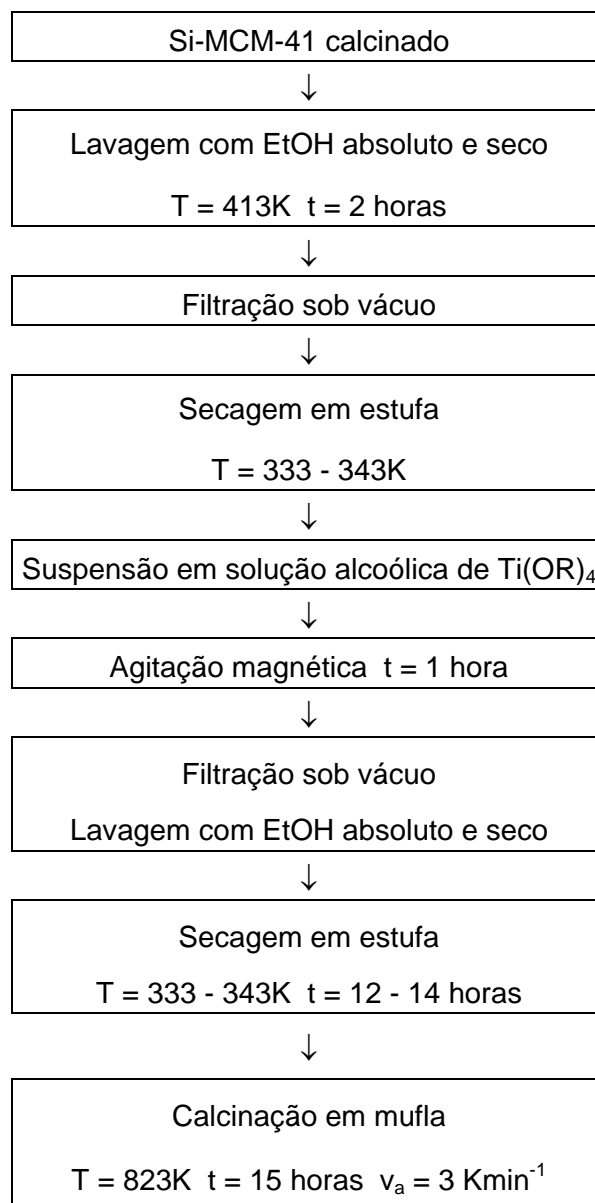 Si-MCM-41 calcinado
↓
Lavagem com EtOH absoluto e seco
T = 413K t = 2 horas
↓
Filtração sob vácuo
↓
Secagem em estufa
T = 333 - 343K
↓
Suspensão em solução alcoólica de Ti(OR)₄
↓
Agitação magnética t = 1 hora
↓
Filtração sob vácuo
Lavagem com EtOH absoluto e seco
↓
Secagem em estufa
T = 333 - 343K t = 12 - 14 horas
↓
Calcinação em mufla
T = 823K t = 15 horas vₐ = 3 Kmin⁻¹